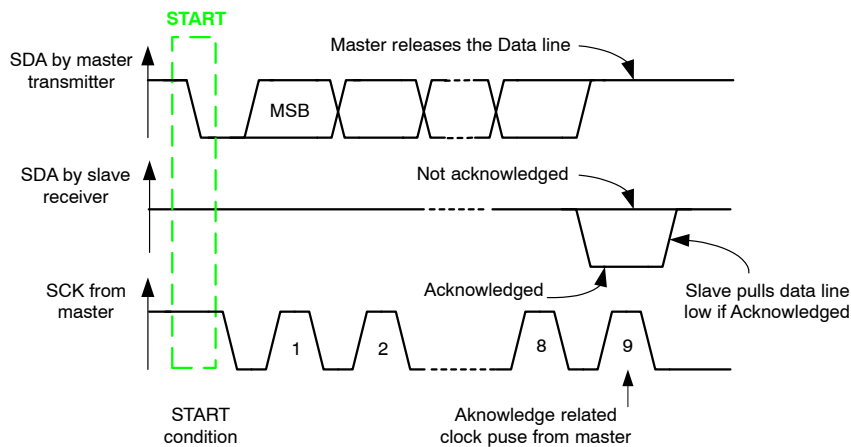 START
Master releases the Data line
SDA by master
transmitter
MSB
SDA by slave
receiver
Not acknowledged
SCK from
master
Acknowledged
Slave pulls data line
low if Acknowledged
1
2
8
9
START
condition
Aknowledge related
clock puse from master